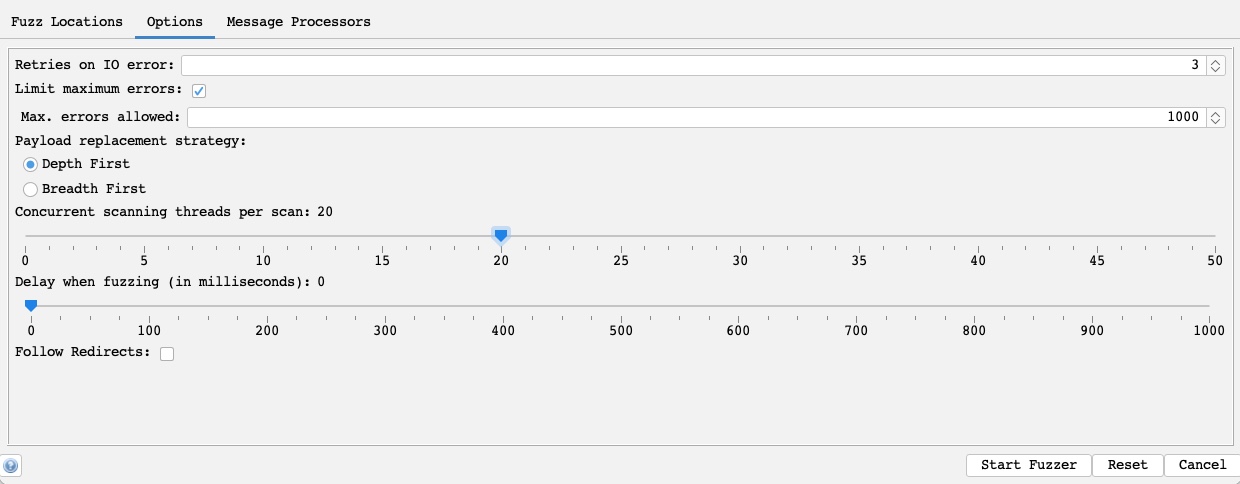 Fuzz Locations Options Message Processors
Retries on IO error: 3
Limit maximum errors:
Max. errors allowed: 1000
Payload replacement strategy:
Depth First
Breadth First
Concurrent scanning threads per scan: 20
0 5 10 15 20 25 30 35 40 45 50
Delay when fuzzing (in milliseconds): 0
0 100 200 300 400 500 600 700 800 900 1000
Follow Redirects:
? Start Fuzzer Reset Cancel